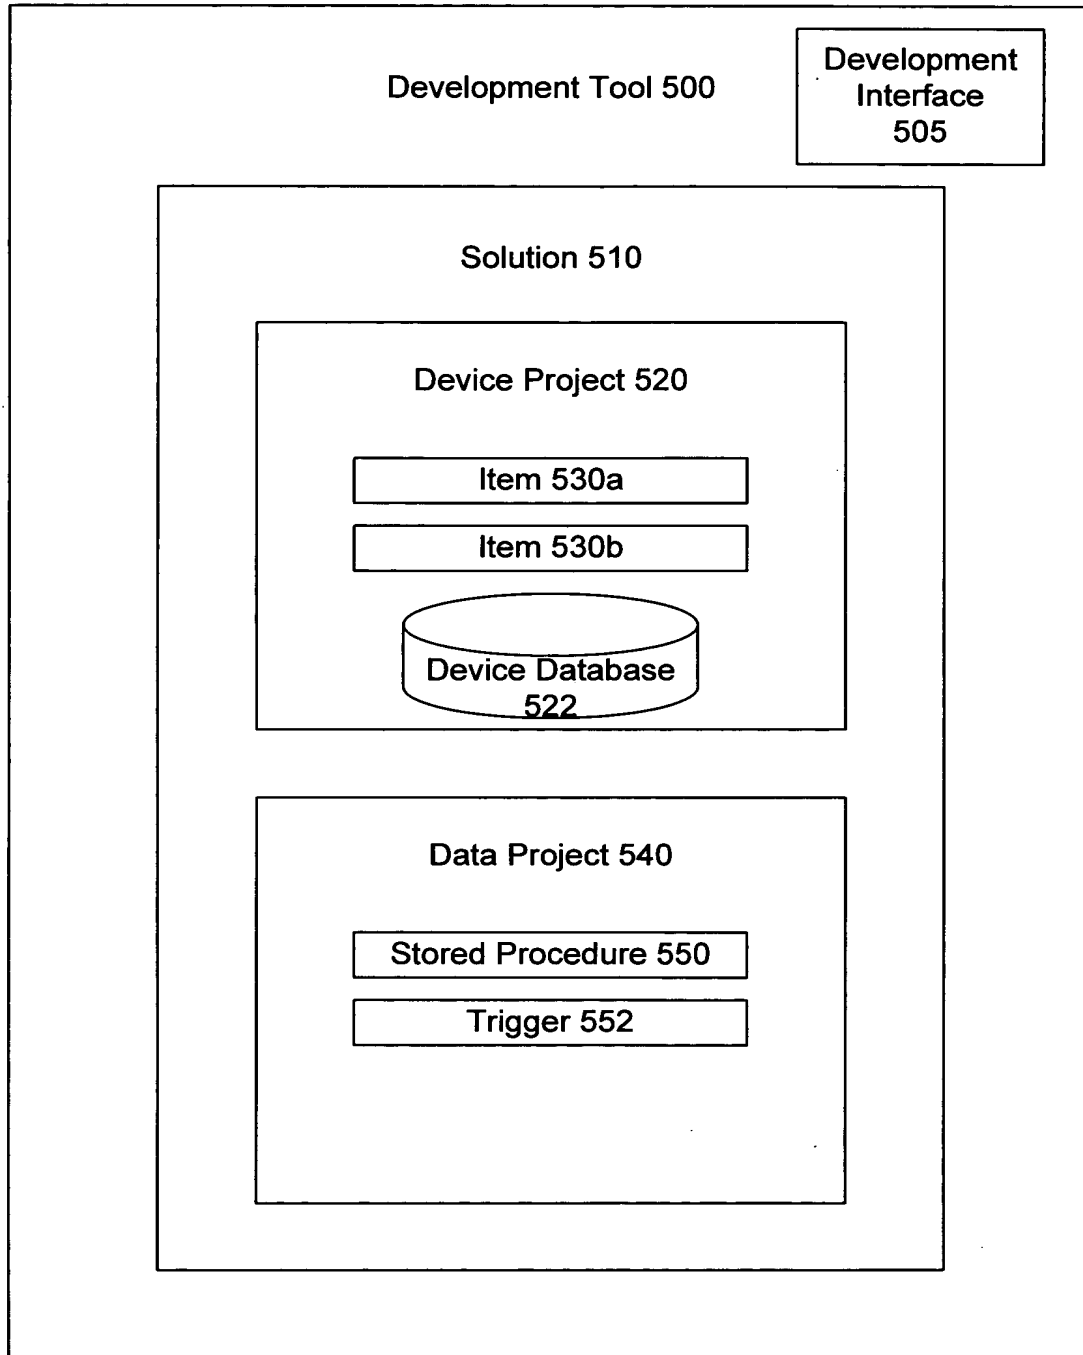 Development Tool 500
Development
Interface
505
Solution 510
Device Project 520
Item 530a
Item 530b
Device Database
522
Data Project 540
Stored Procedure 550
Trigger 552